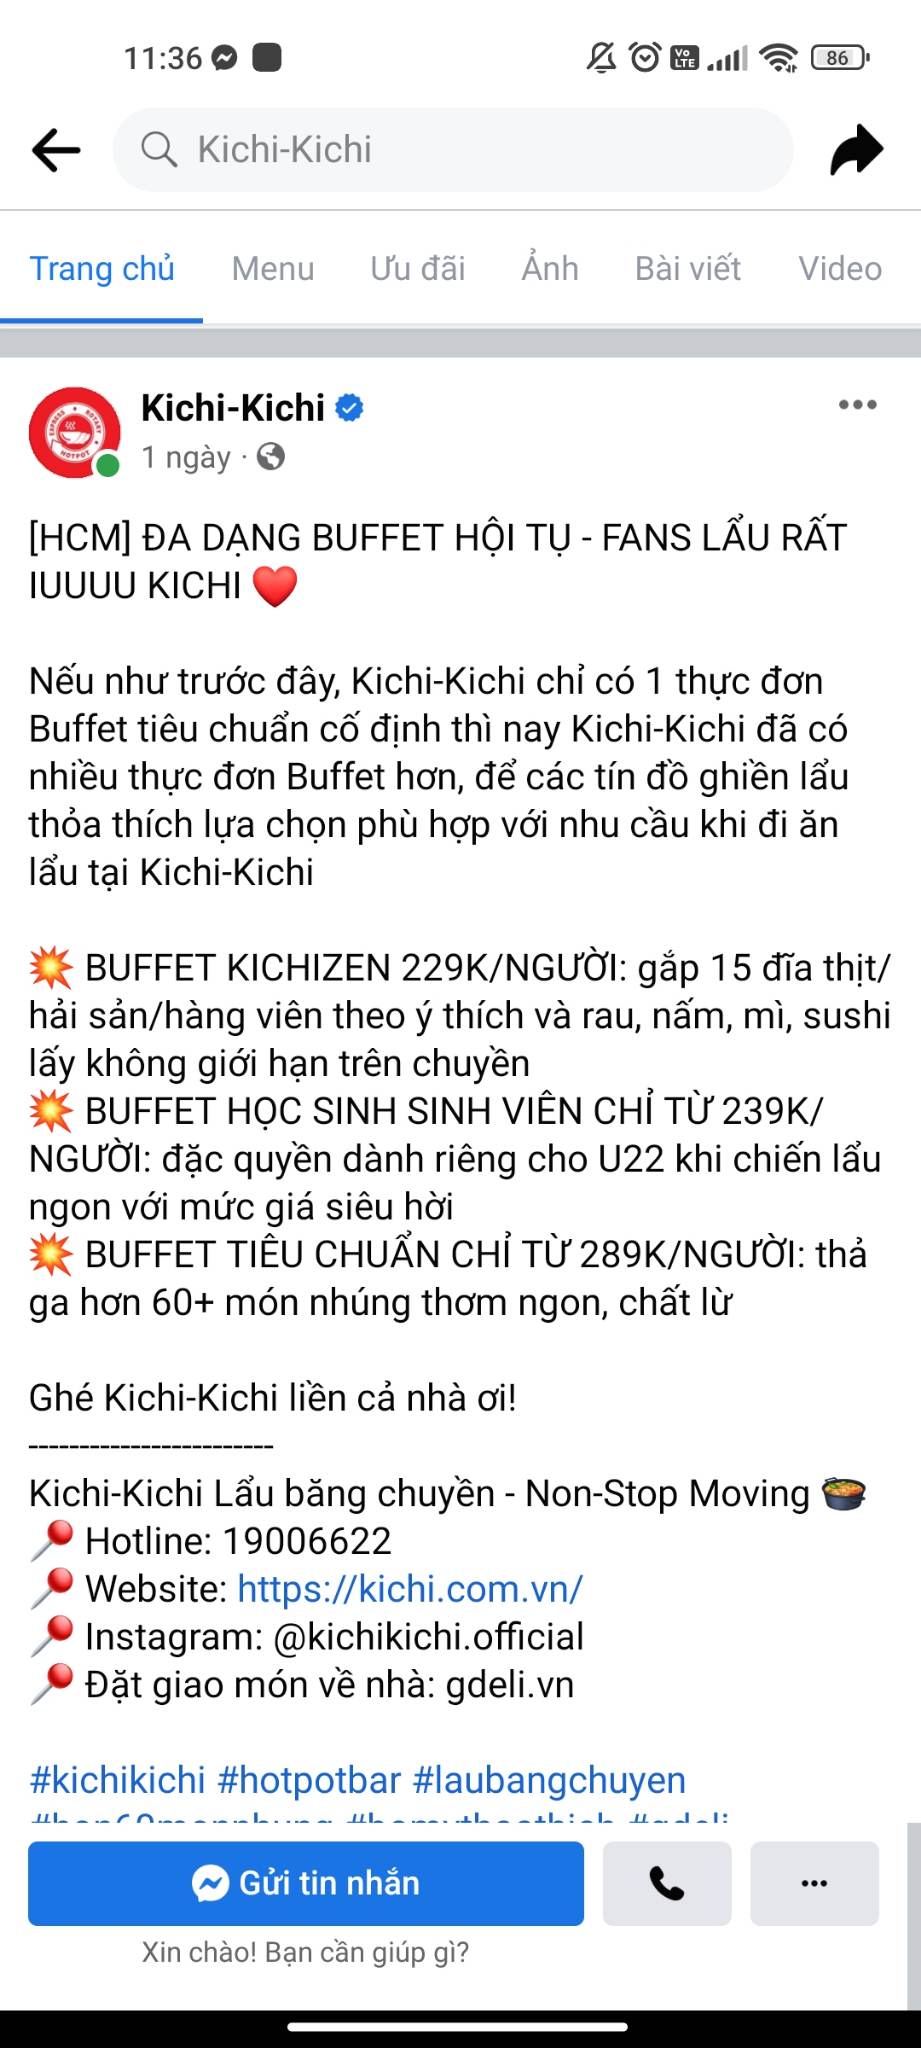 11:36
Vo LTE
86
Kichi-Kichi
Trang chủ Menu Ưu đãi Ảnh Bài viết Video
EXPRESS ROTARY HOTPOT
Kichi-Kichi
1 ngày ·
[HCM] ĐA DẠNG BUFFET HỘI TỤ - FANS LẨU RẤT
IUUUU KICHI ❤️
Nếu như trước đây, Kichi-Kichi chỉ có 1 thực đơn
Buffet tiêu chuẩn cố định thì nay Kichi-Kichi đã có
nhiều thực đơn Buffet hơn, để các tín đồ ghiền lẩu
thỏa thích lựa chọn phù hợp với nhu cầu khi đi ăn
lẩu tại Kichi-Kichi
💥 BUFFET KICHIZEN 229K/NGƯỜI: gắp 15 đĩa thịt/
hải sản/hàng viên theo ý thích và rau, nấm, mì, sushi
lấy không giới hạn trên chuyền
💥 BUFFET HỌC SINH SINH VIÊN CHỈ TỪ 239K/
NGƯỜI: đặc quyền dành riêng cho U22 khi chiến lẩu
ngon với mức giá siêu hời
💥 BUFFET TIÊU CHUẨN CHỈ TỪ 289K/NGƯỜI: thả
ga hơn 60+ món nhúng thơm ngon, chất lừ
Ghé Kichi-Kichi liền cả nhà ơi!
------------------------
Kichi-Kichi Lẩu băng chuyền - Non-Stop Moving 🥘
📍 Hotline: 19006622
📍 Website: https://kichi.com.vn/
📍 Instagram: @kichikichi.official
📍 Đặt giao món về nhà: gdeli.vn
#kichikichi #hotpotbar #laubangchuyen
#hon60monnhung #gdeli
Gửi tin nhắn
Xin chào! Bạn cần giúp gì?